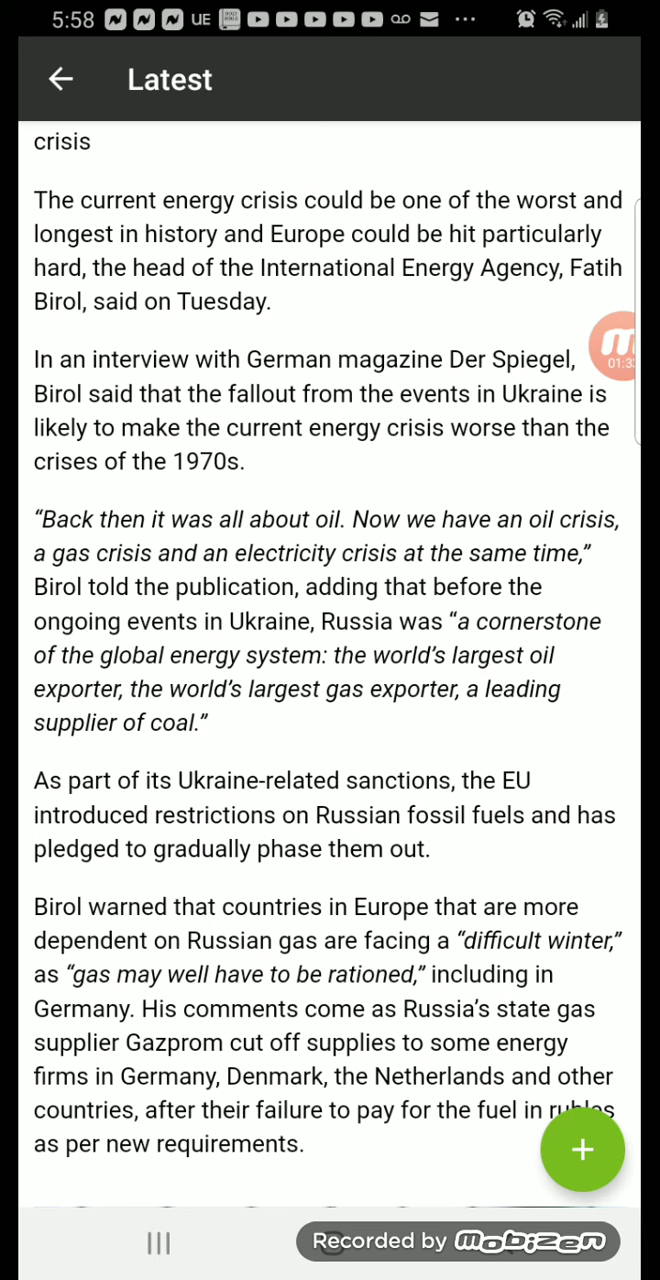 5:58
UE
Latest
crisis
The current energy crisis could be one of the worst and
longest in history and Europe could be hit particularly
hard, the head of the International Energy Agency, Fatih
Birol, said on Tuesday.
01:33
In an interview with German magazine Der Spiegel,
Birol said that the fallout from the events in Ukraine is
likely to make the current energy crisis worse than the
crises of the 1970s.
“Back then it was all about oil. Now we have an oil crisis,
a gas crisis and an electricity crisis at the same time,”
Birol told the publication, adding that before the
ongoing events in Ukraine, Russia was “a cornerstone
of the global energy system: the world’s largest oil
exporter, the world’s largest gas exporter, a leading
supplier of coal.”
As part of its Ukraine-related sanctions, the EU
introduced restrictions on Russian fossil fuels and has
pledged to gradually phase them out.
Birol warned that countries in Europe that are more
dependent on Russian gas are facing a “difficult winter,”
as “gas may well have to be rationed,” including in
Germany. His comments come as Russia’s state gas
supplier Gazprom cut off supplies to some energy
firms in Germany, Denmark, the Netherlands and other
countries, after their failure to pay for the fuel in rubles
as per new requirements.
Recorded by mobizen